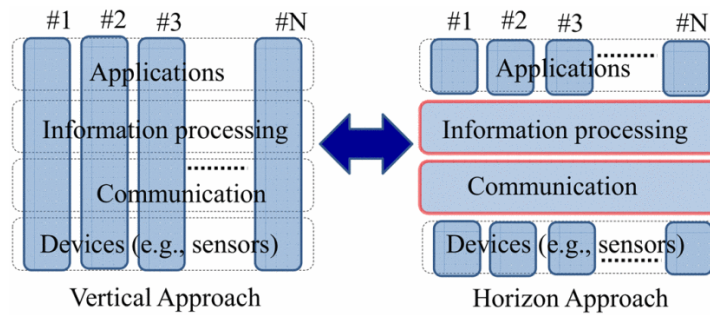 #1 #2 #3 #N
Applications
Information processing
Communication
Devices (e.g., sensors)
Vertical Approach
#1 #2 #3 #N
Applications
Information processing
Communication
Devices (e.g., sensors)
Horizon Approach